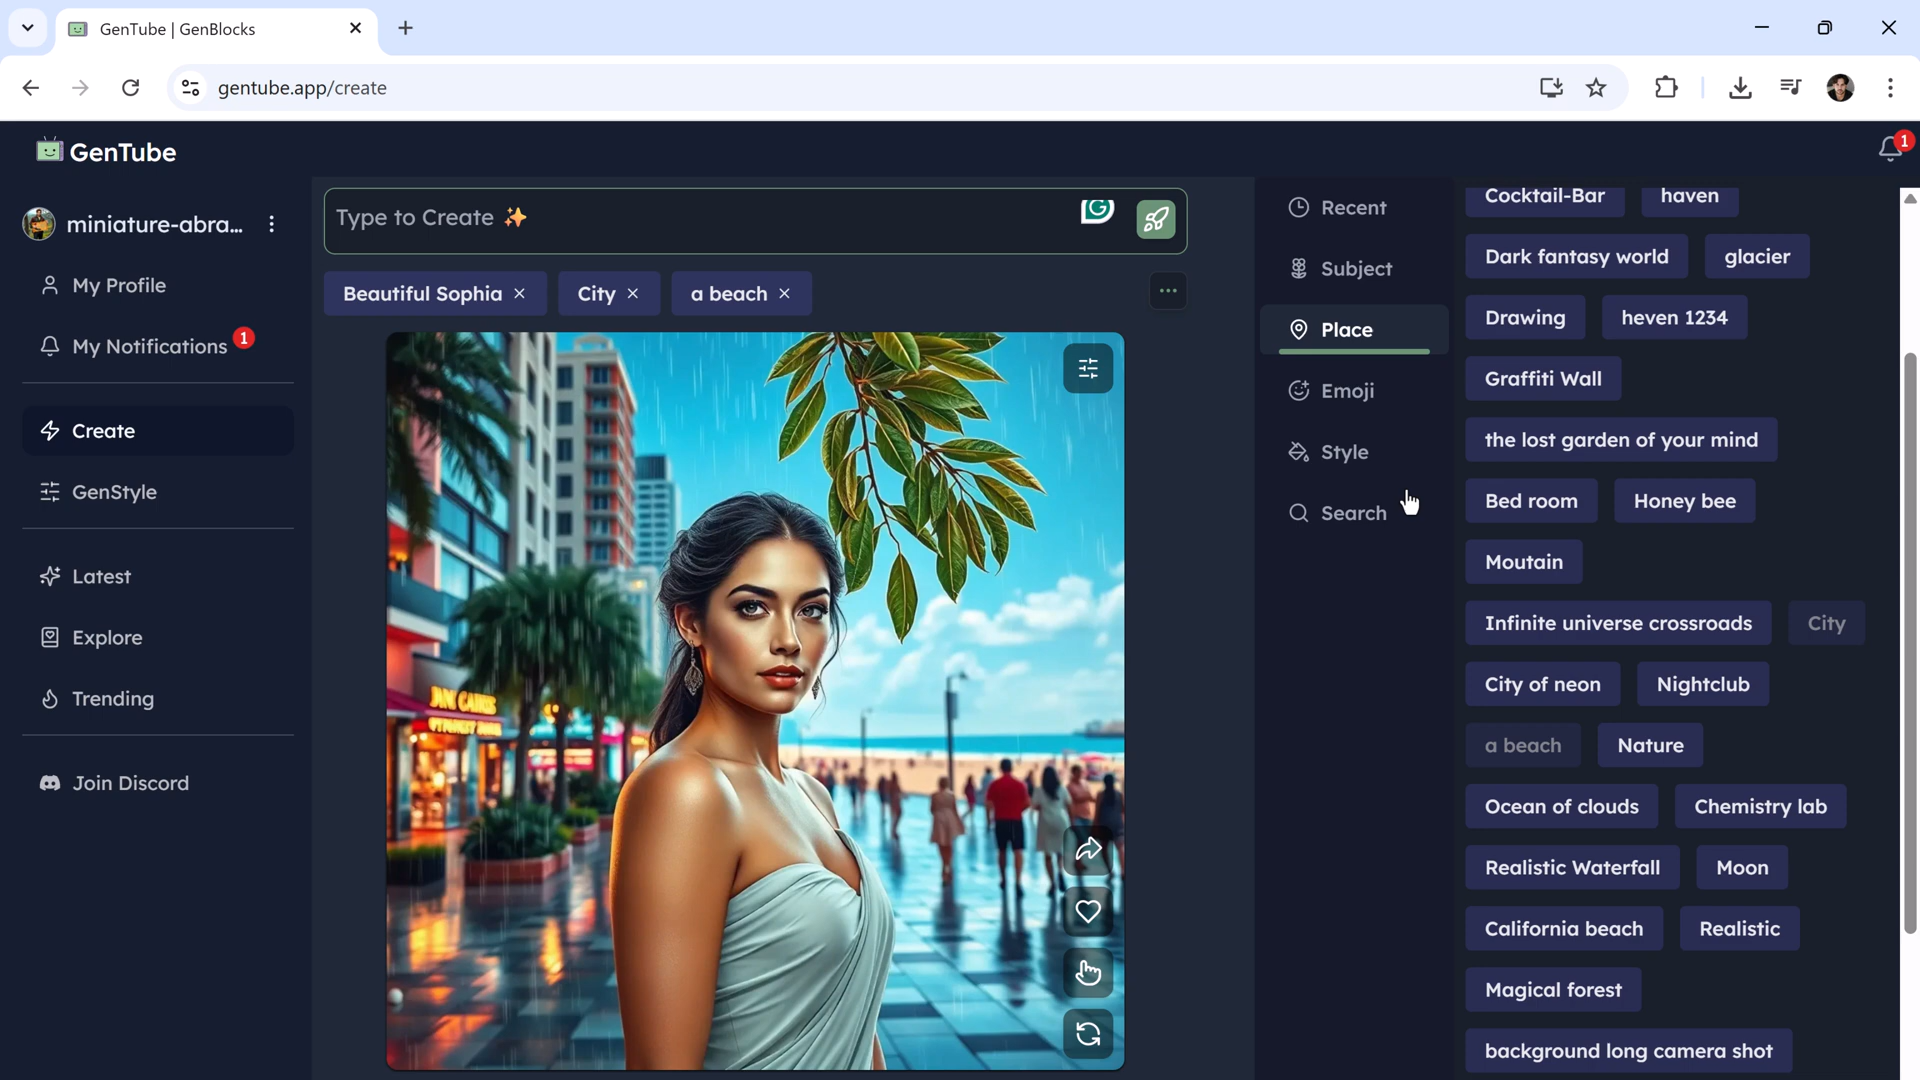 GenTube | GenBlocks
gentube.app/create
GenTube
1
miniature-abra...
My Profile
My Notifications 1
Create
GenStyle
Latest
Explore
Trending
Join Discord
Type to Create ✨
Beautiful Sophia × City × a beach ×
Recent
Subject
Place
Emoji
Style
Search
Cocktail-Bar haven
Dark fantasy world glacier
Drawing heven 1234
Graffiti Wall
the lost garden of your mind
Bed room Honey bee
Moutain
Infinite universe crossroads City
City of neon Nightclub
a beach Nature
Ocean of clouds Chemistry lab
Realistic Waterfall Moon
California beach Realistic
Magical forest
background long camera shot